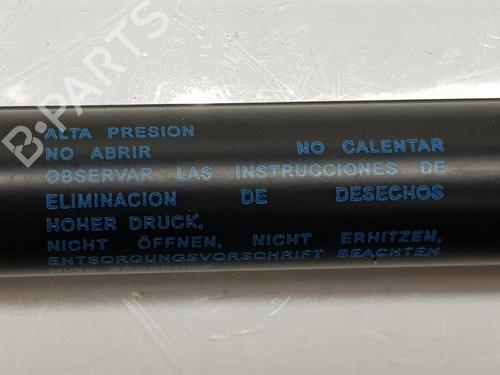 B-PARTS
ALTA PRESION
NO ABRIR NO CALENTAR
OBSERVAR LAS INSTRUCCIONES DE
ELIMINACION DE DESECHOS
HOHER DRUCK,
NICHT ÖFFNEN, NICHT ERHITZEN,
ENTSORGUNGSVORSCHRIFT BEACHTEN